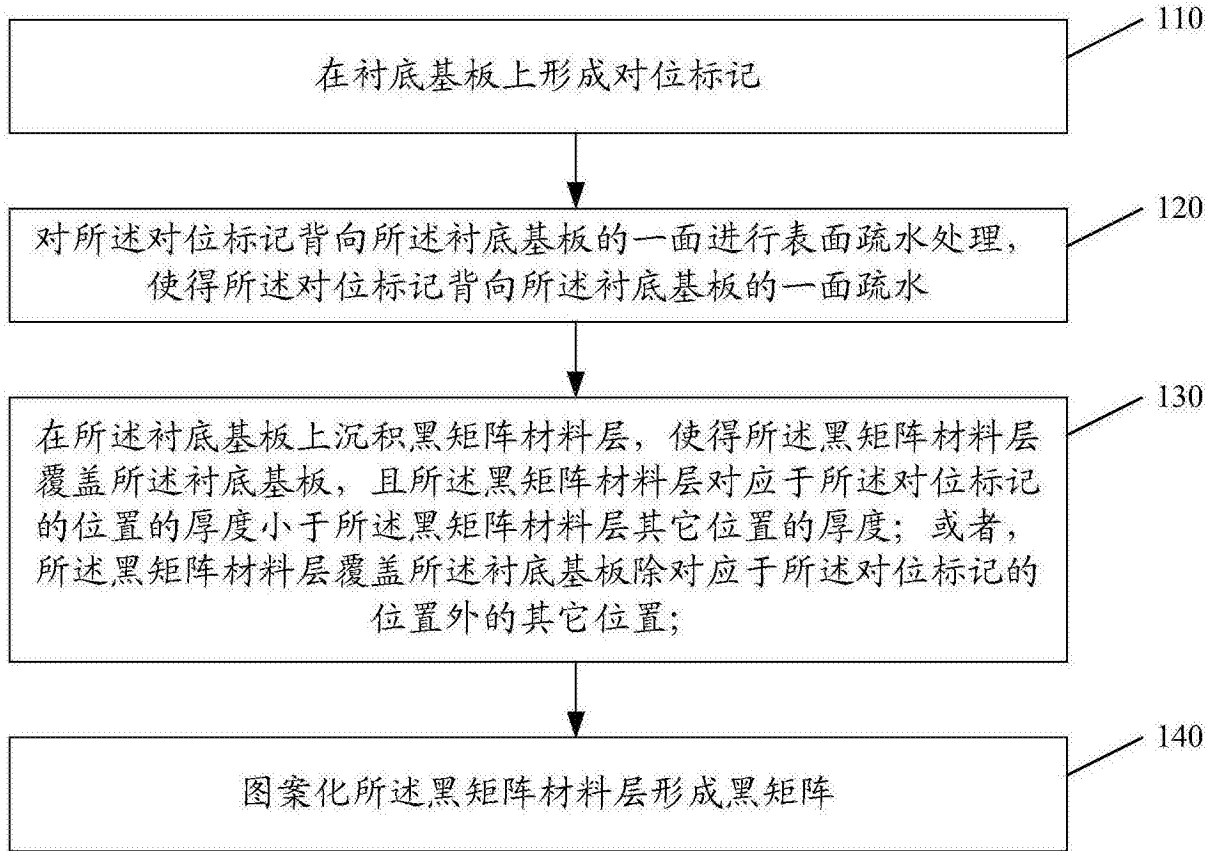 110
在衬底基板上形成对位标记
120
对所述对位标记背向所述衬底基板的一面进行表面疏水处理，
使得所述对位标记背向所述衬底基板的一面疏水
130
在所述衬底基板上沉积黑矩阵材料层，使得所述黑矩阵材料层
覆盖所述衬底基板，且所述黑矩阵材料层对应于所述对位标记
的位置的厚度小于所述黑矩阵材料层其它位置的厚度；或者，
所述黑矩阵材料层覆盖所述衬底基板除对应于所述对位标记的
位置外的其它位置；
140
图案化所述黑矩阵材料层形成黑矩阵